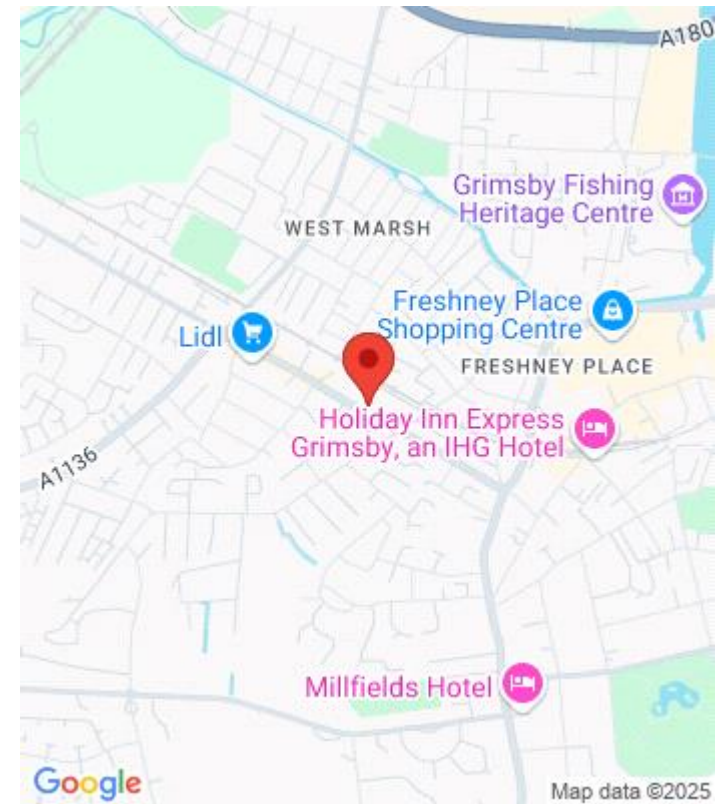 A180
Grimsby Fishing
Heritage Centre
WEST MARSH
Freshney Place
Shopping Centre
Lidl
FRESHNEY PLACE
Holiday Inn Express
Grimsby, an IHG Hotel
A1136
Millfields Hotel
Google
Map data ©2025